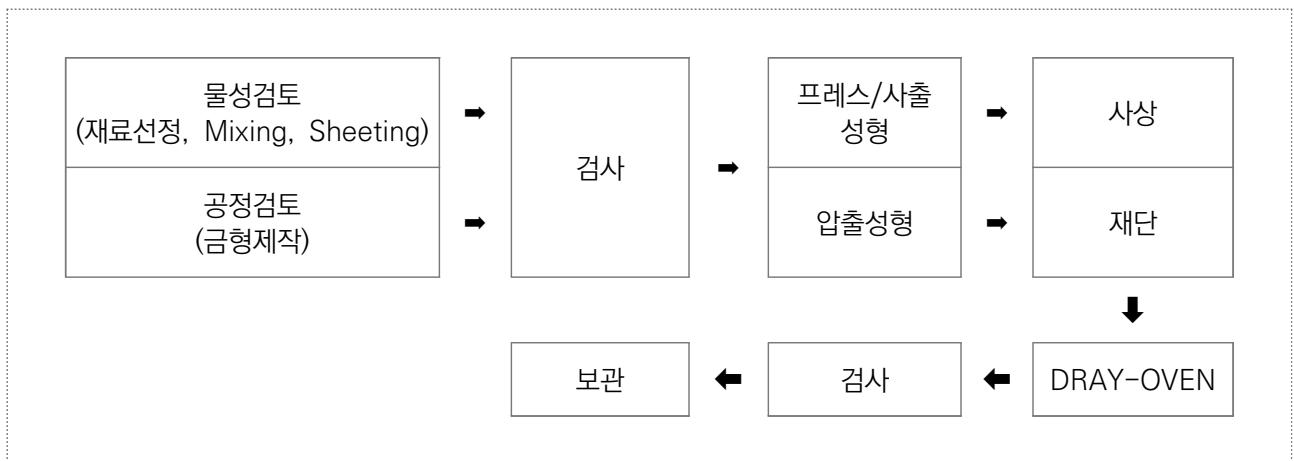 물성검토
(재료선정, Mixing, Sheeting)
공정검토
(금형제작)
검사
프레스/사출
성형
압출성형
사상
재단
보관
검사
DRAY-OVEN